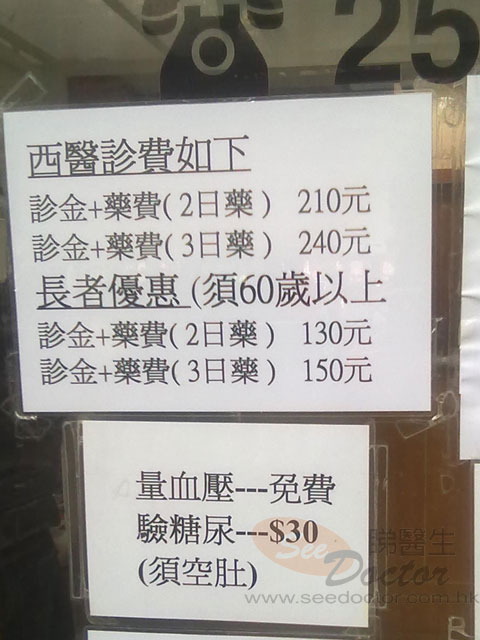 25
西醫診費如下
診金+藥費(2日藥) 210元
診金+藥費(3日藥) 240元
長者優惠 (須60歲以上
診金+藥費(2日藥) 130元
診金+藥費(3日藥) 150元
量血壓---免費
驗糖尿---$30
(須空肚)
See 睇醫生
Doctor
www.seedoctor.com.hk